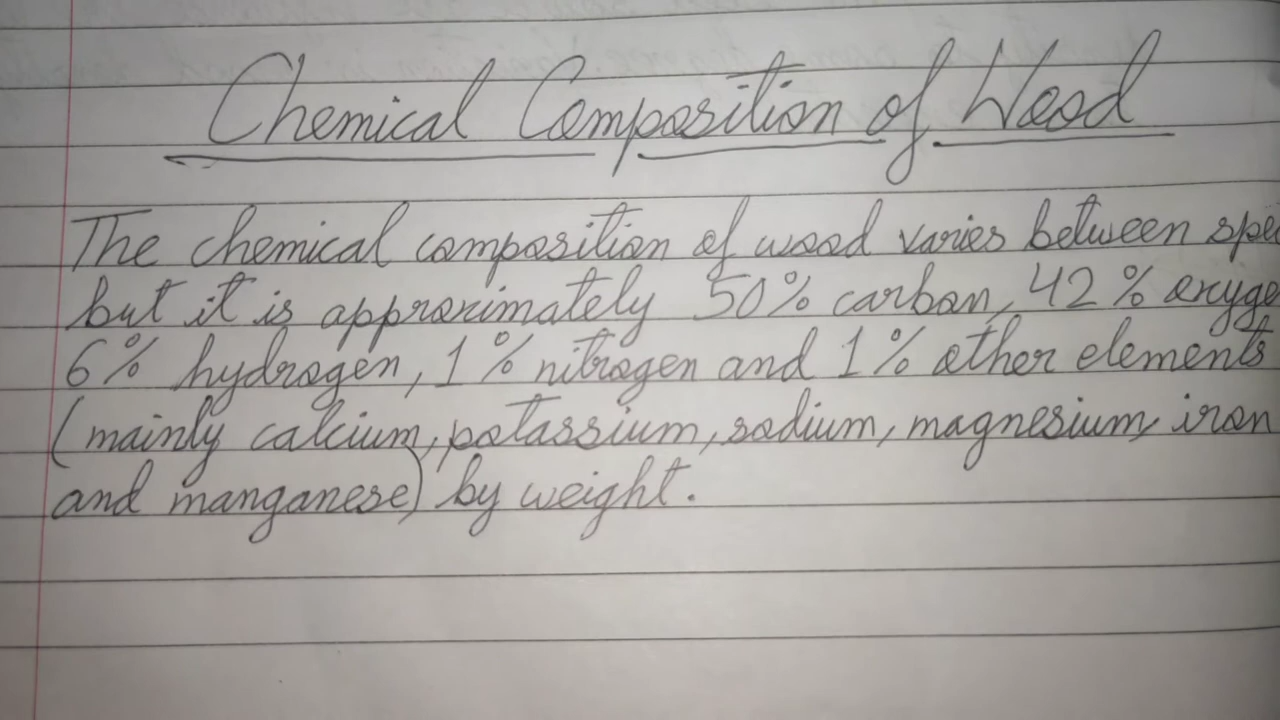 Chemical Composition of Wood
The chemical composition of wood varies between spe
but it is approximately 50% carbon, 42% oxyge
6% hydrogen, 1% nitrogen and 1% other elements
(mainly calcium, potassium, sodium, magnesium, iron
and manganese) by weight.